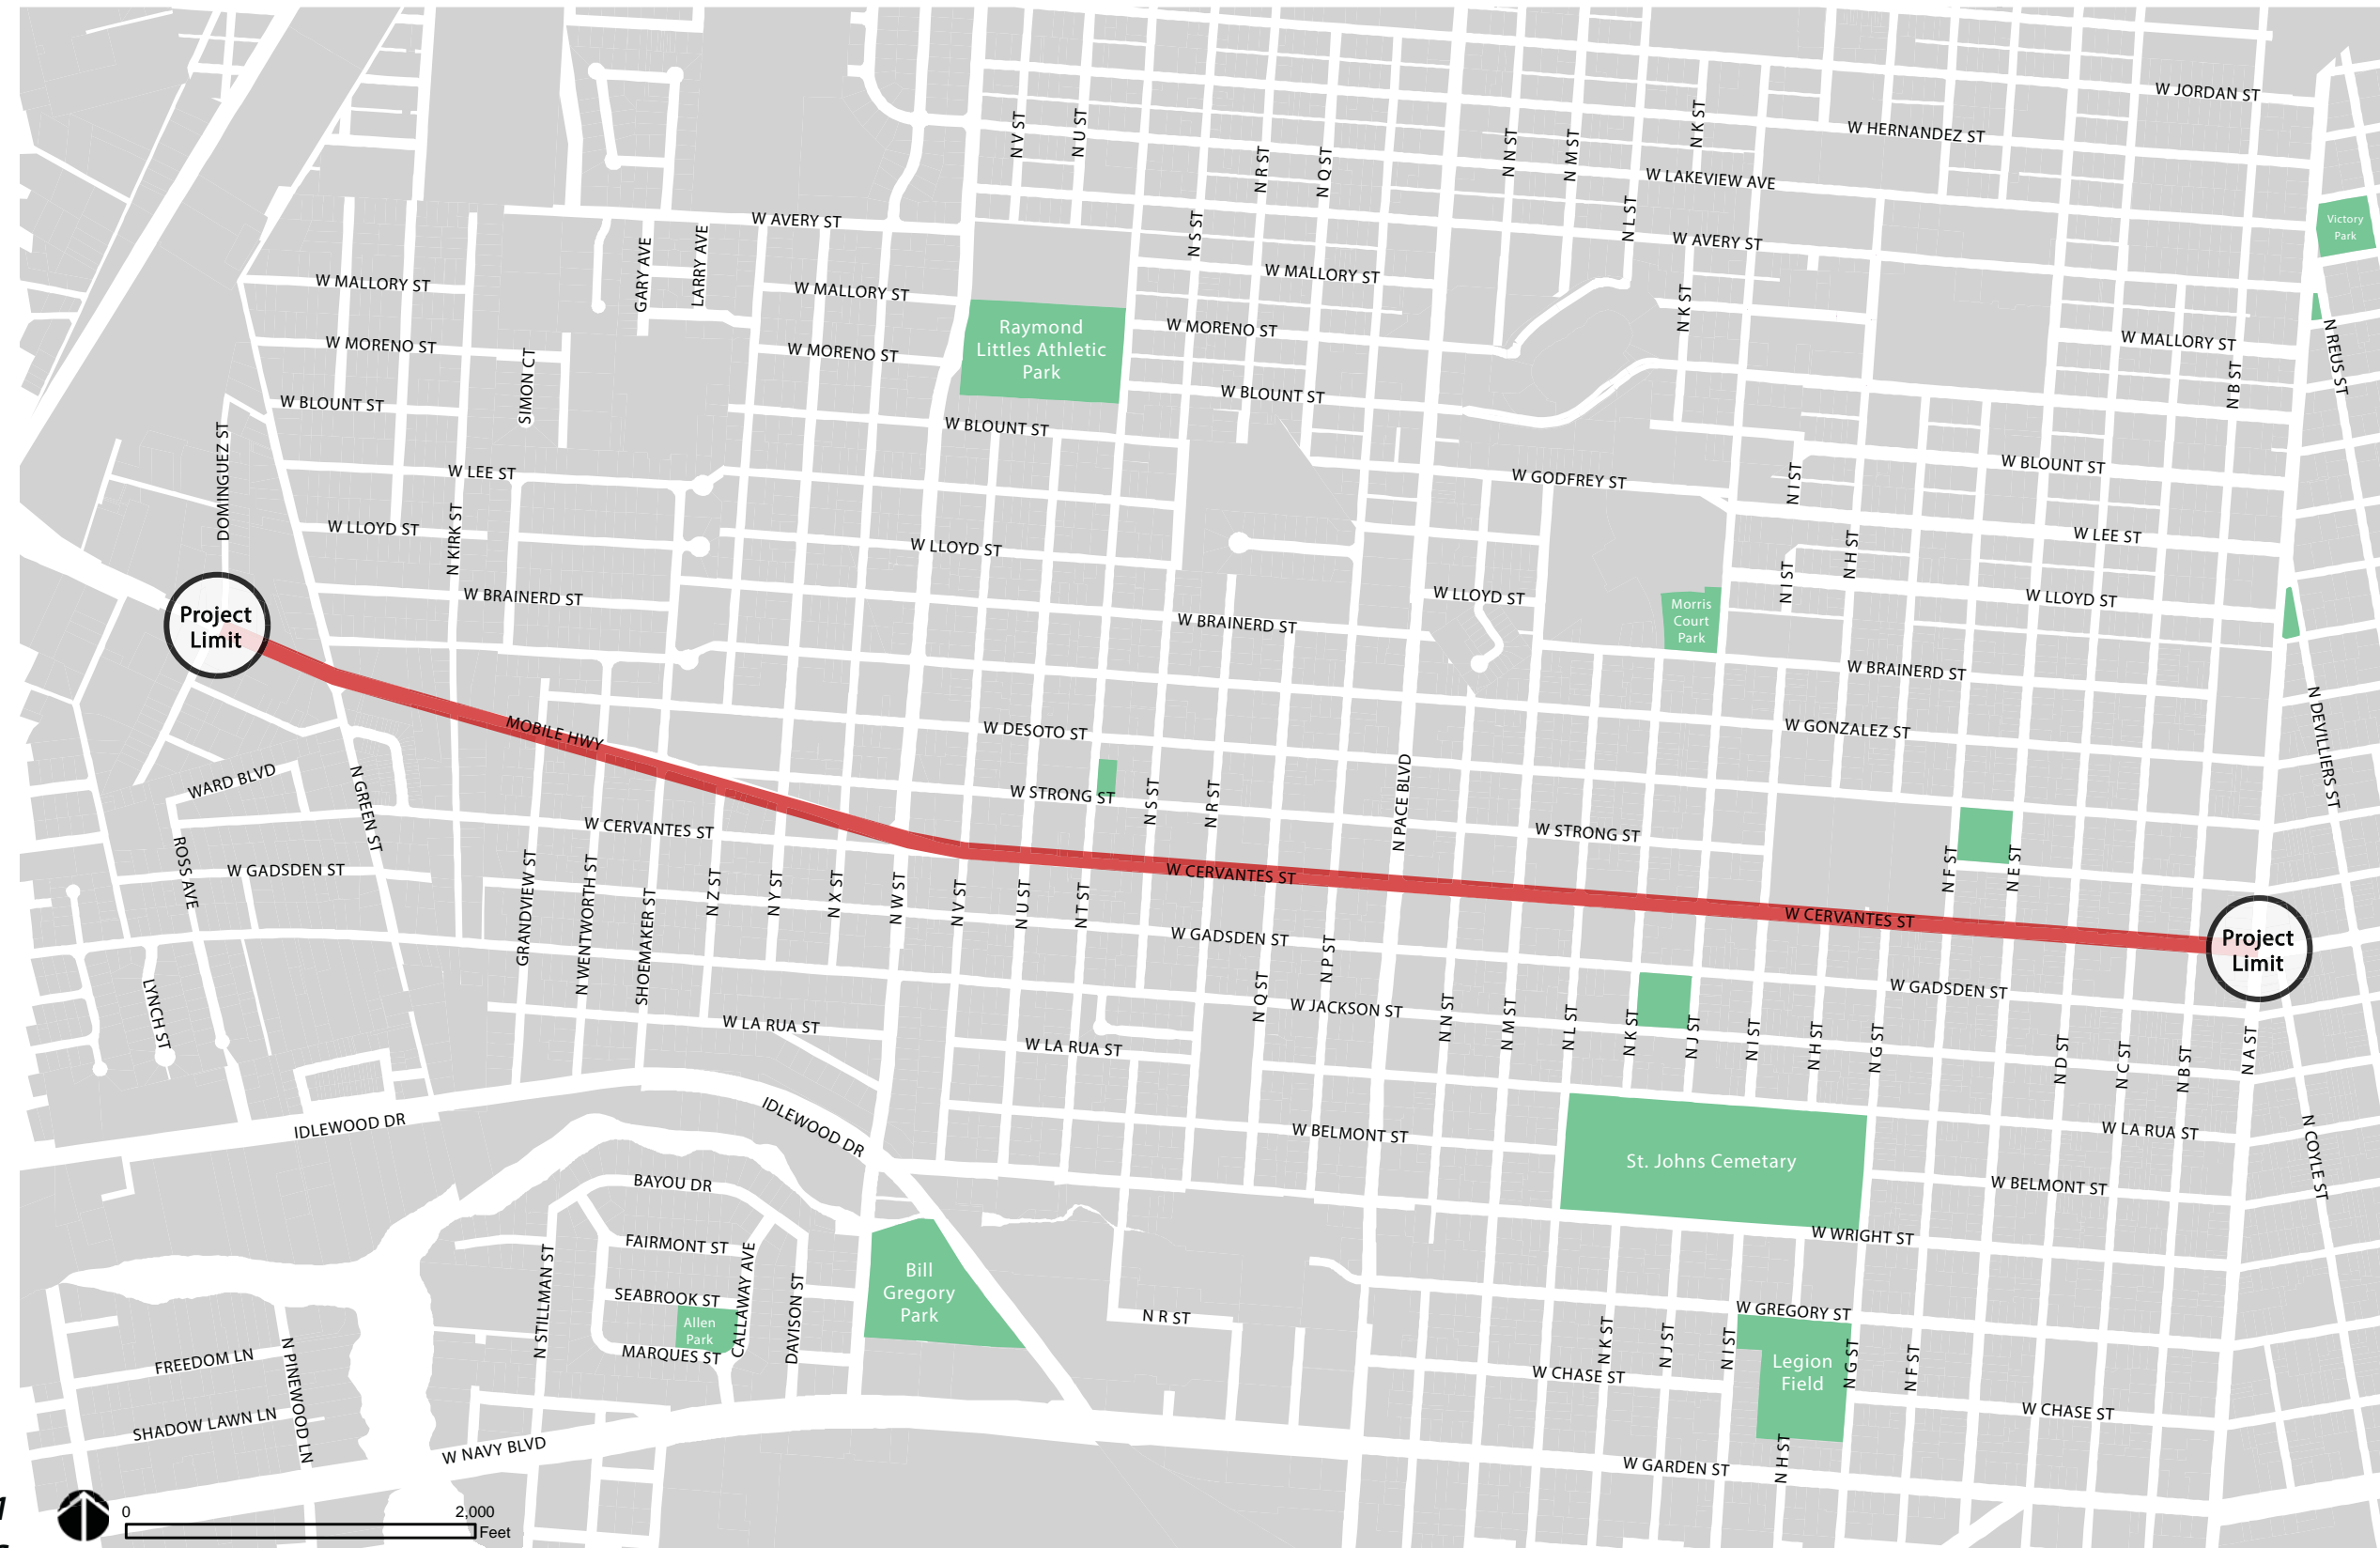 W JORDAN ST
W HERNANDEZ ST
N V ST
N U ST
N K ST
N N ST
N M ST
N R ST
N Q ST
W LAKEVIEW AVE
W AVERY ST
N S ST
N L ST
Victory
Park
W AVERY ST
GARY AVE
LARRY AVE
W MALLORY ST
W MALLORY ST
W MALLORY ST
N K ST
Raymond
Littles Athletic
Park
W MORENO ST
W MORENO ST
W MORENO ST
W MALLORY ST
N REUS ST
N B ST
SIMON CT
W BLOUNT ST
W BLOUNT ST
W BLOUNT ST
DOMINGUEZ ST
W LEE ST
W GODFREY ST
N I ST
W BLOUNT ST
W LLOYD ST
N KIRK ST
W LLOYD ST
N H ST
W LEE ST
W BRAINERD ST
W LLOYD ST
N I ST
W LLOYD ST
Project
Limit
W BRAINERD ST
Morris
Court
Park
W BRAINERD ST
MOBILE HWY
W DESOTO ST
W GONZALEZ ST
N DEVILLIERS ST
WARD BLVD
N GREEN ST
W STRONG ST
N S ST
N R ST
N PACE BLVD
W CERVANTES ST
W STRONG ST
ROSS AVE
W GADSDEN ST
GRANDVIEW ST
N WENTWORTH ST
SHOEMAKER ST
N Z ST
N Y ST
N X ST
N W ST
N V ST
N U ST
N T ST
W CERVANTES ST
N F ST
N E ST
W CERVANTES ST
Project
Limit
W GADSDEN ST
N P ST
N Q ST
W GADSDEN ST
LYNCH ST
W LA RUA ST
W JACKSON ST
N N ST
N M ST
N L ST
N K ST
N J ST
N I ST
N H ST
N G ST
N D ST
N C ST
N B ST
N A ST
W LA RUA ST
IDLEWOOD DR
IDLEWOOD DR
W BELMONT ST
W LA RUA ST
N COYLE ST
St. Johns Cemetary
BAYOU DR
W BELMONT ST
FAIRMONT ST
W WRIGHT ST
N STILLMAN ST
CALLAWAY AVE
DAVISON ST
Bill
Gregory
Park
SEABROOK ST
Allen
Park
MARQUES ST
N R ST
W GREGORY ST
N K ST
N J ST
N I ST
Legion
Field
N G ST
N F ST
FREEDOM LN
N PINEWOOD LN
W CHASE ST
SHADOW LAWN LN
W CHASE ST
W NAVY BLVD
W GARDEN ST
N H ST
0 2,000
Feet